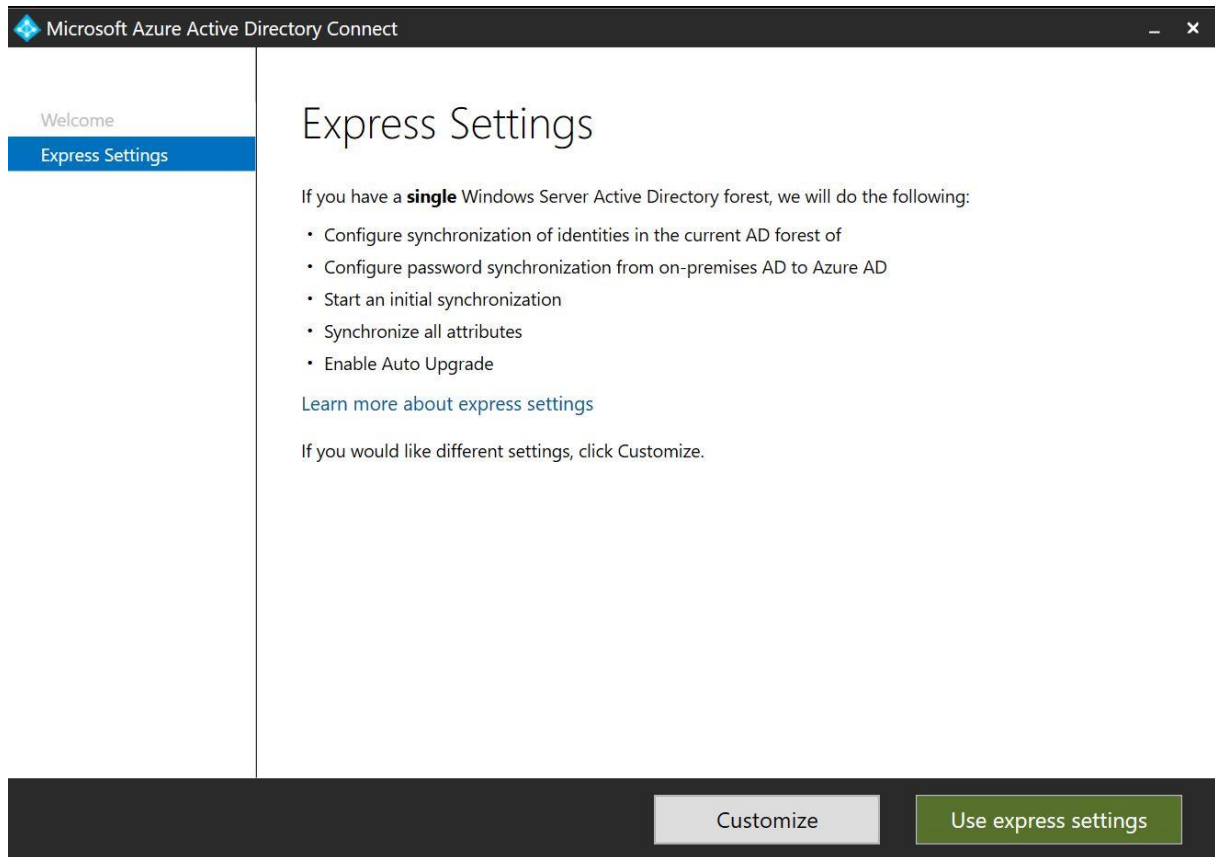 Microsoft Azure Active Directory Connect
Welcome
Express Settings
Express Settings
If you have a single Windows Server Active Directory forest, we will do the following:
• Configure synchronization of identities in the current AD forest of
• Configure password synchronization from on-premises AD to Azure AD
• Start an initial synchronization
• Synchronize all attributes
• Enable Auto Upgrade
Learn more about express settings
If you would like different settings, click Customize.
Customize
Use express settings